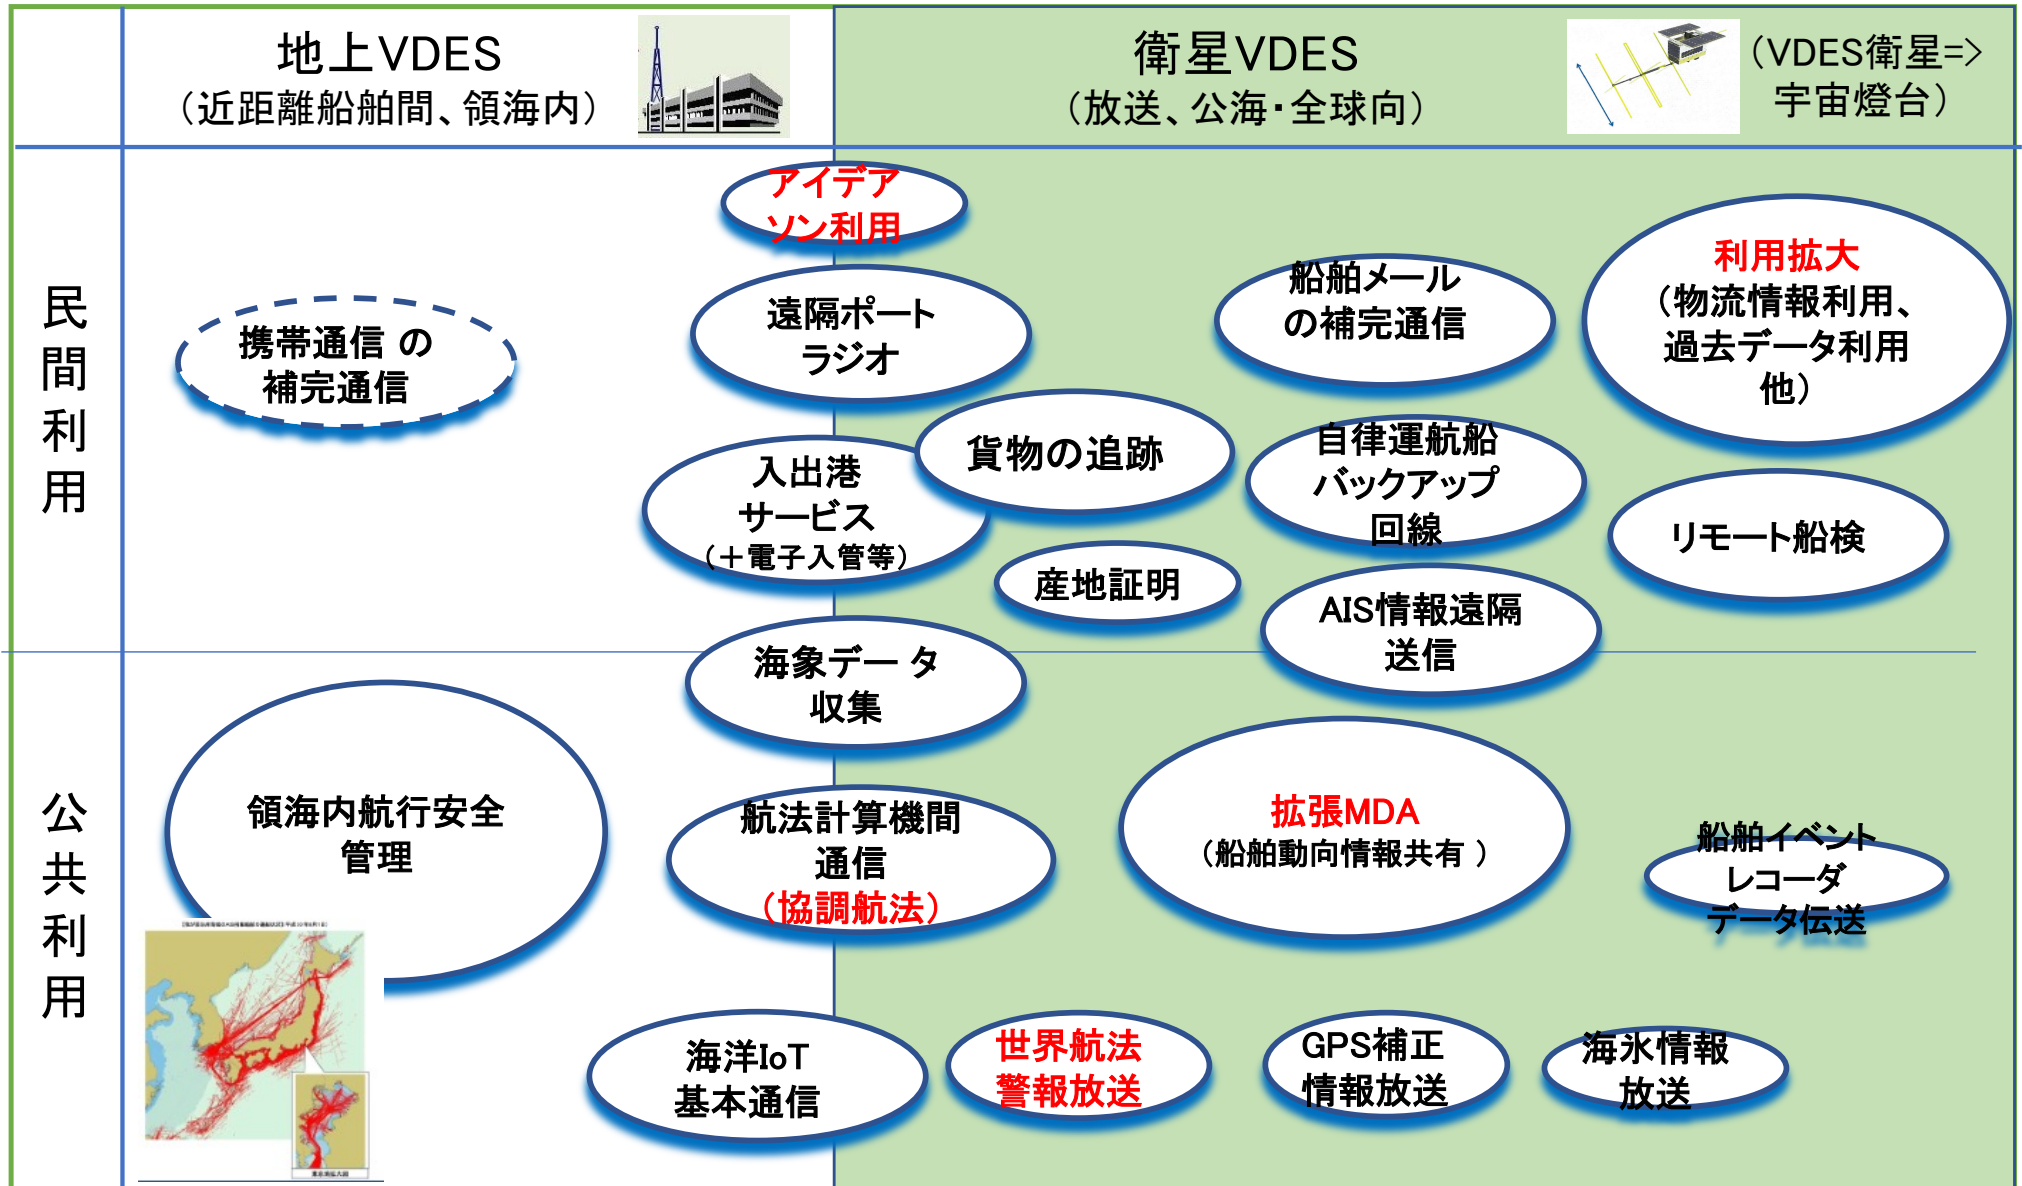 地上VDES
（近距離船舶間、領海内）
衛星VDES
（放送、公海・全球向）
（VDES衛星=>
宇宙燈台）
民間利用
アイデア
ソン利用
携帯通信 の
補完通信
遠隔ポート
ラジオ
船舶メール
の補完通信
利用拡大
（物流情報利用、
過去データ利用
他）
入出港
サービス
（＋電子入管等）
貨物の追跡
自律運航船
バックアップ
回線
リモート船検
産地証明
AIS情報遠隔
送信
海象デー タ
収集
公共利用
領海内航行安全
管理
航法計算機間
通信
（協調航法）
拡張MDA
（船舶動向情報共有 ）
船舶イベント
レコーダ
データ伝送
海洋IoT
基本通信
世界航法
警報放送
GPS補正
情報放送
海氷情報
放送
東京湾拡大図